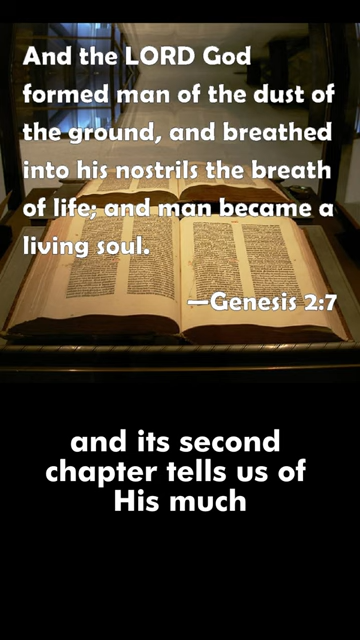 And the LORD God
formed man of the dust of
the ground, and breathed
into his nostrils the breath
of life; and man became a
living soul.
—Genesis 2:7
and its second
chapter tells us of
His much